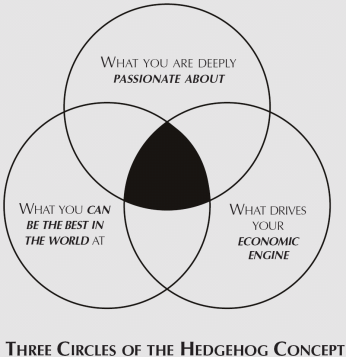 What you are deeply
passionate about
What you can
be the best in
the world at
What drives
your
economic
engine
Three Circles of the Hedgehog Concept